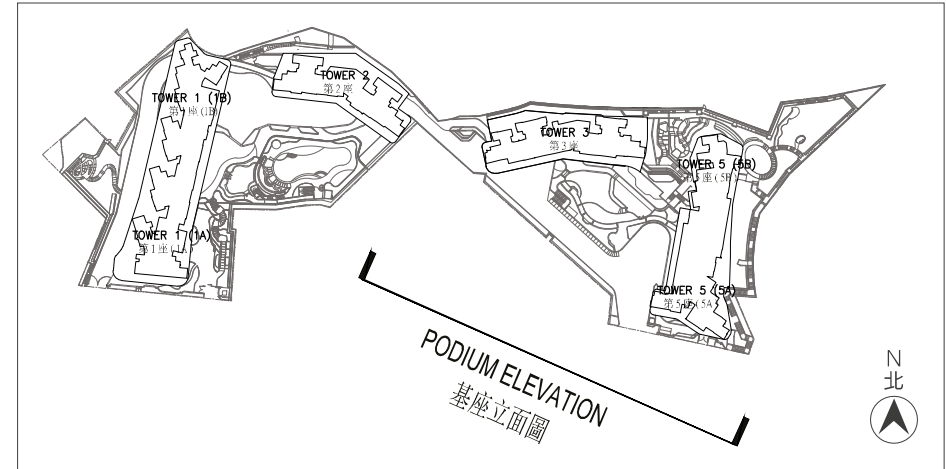 TOWER 2
第2座
TOWER 1 (1B)
第1座(1B)
TOWER 3
第3座
TOWER 5 (5B)
第5座(5B)
TOWER 1 (1A)
第1座(1A)
TOWER 5 (5A)
第5座(5A
PODIUM ELEVATION
基座立面圖
N
北